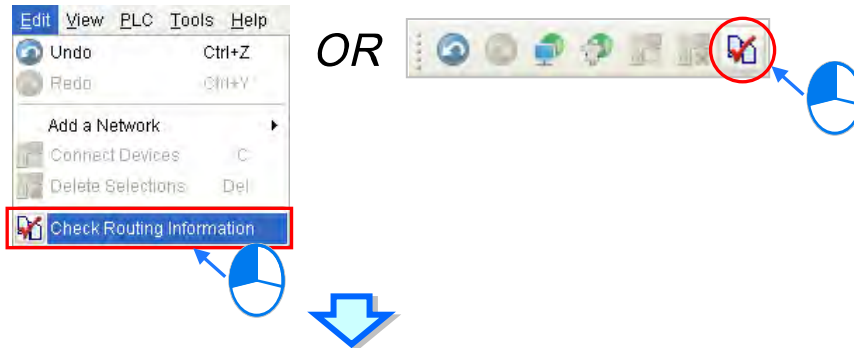 Edit View PLC Tools Help
Undo Ctrl+Z
Redo Ctrl+Y
Add a Network
Connect Devices C
Delete Selections Del
Check Routing Information
OR